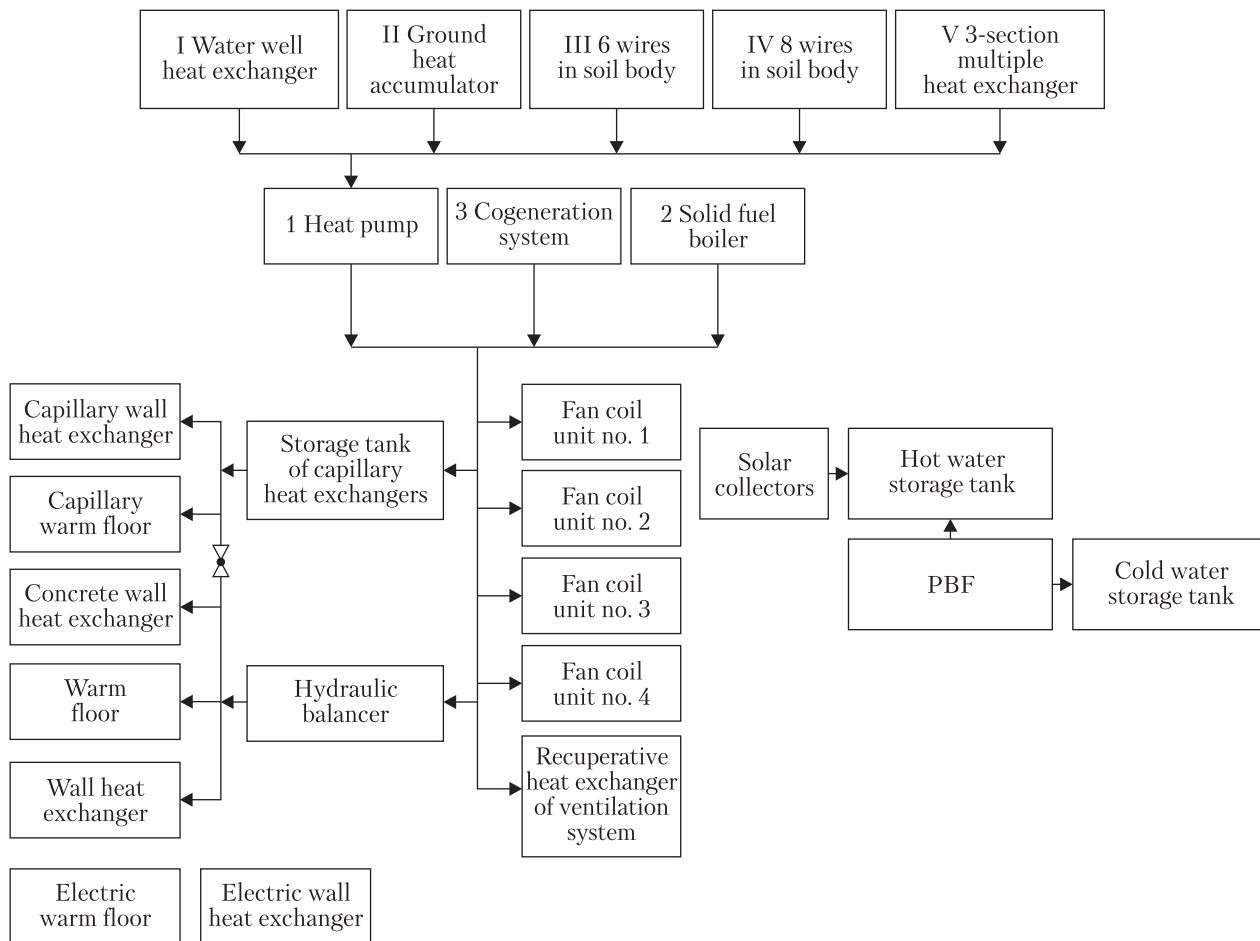 I Water well
heat exchanger
II Ground
heat
accumulator
III 6 wires
in soil body
IV 8 wires
in soil body
V 3-section
multiple
heat exchanger
1 Heat pump
3 Cogeneration
system
2 Solid fuel
boiler
Capillary wall
heat exchanger
Capillary
warm floor
Concrete wall
heat exchanger
Warm
floor
Wall heat
exchanger
Storage tank
of capillary
heat exchangers
Hydraulic
balancer
Fan coil
unit no. 1
Fan coil
unit no. 2
Fan coil
unit no. 3
Fan coil
unit no. 4
Recuperative
heat exchanger
of ventilation
system
Solar
collectors
Hot water
storage tank
PBF
Cold water
storage tank
Electric
warm floor
Electric wall
heat exchanger